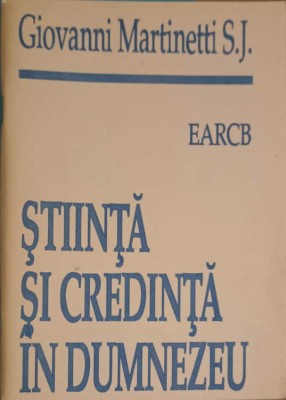 Giovanni Martinetti S.J.
EARCB
ŞTIINŢĂ
ŞI CREDINŢĂ
ÎN DUMNEZEU